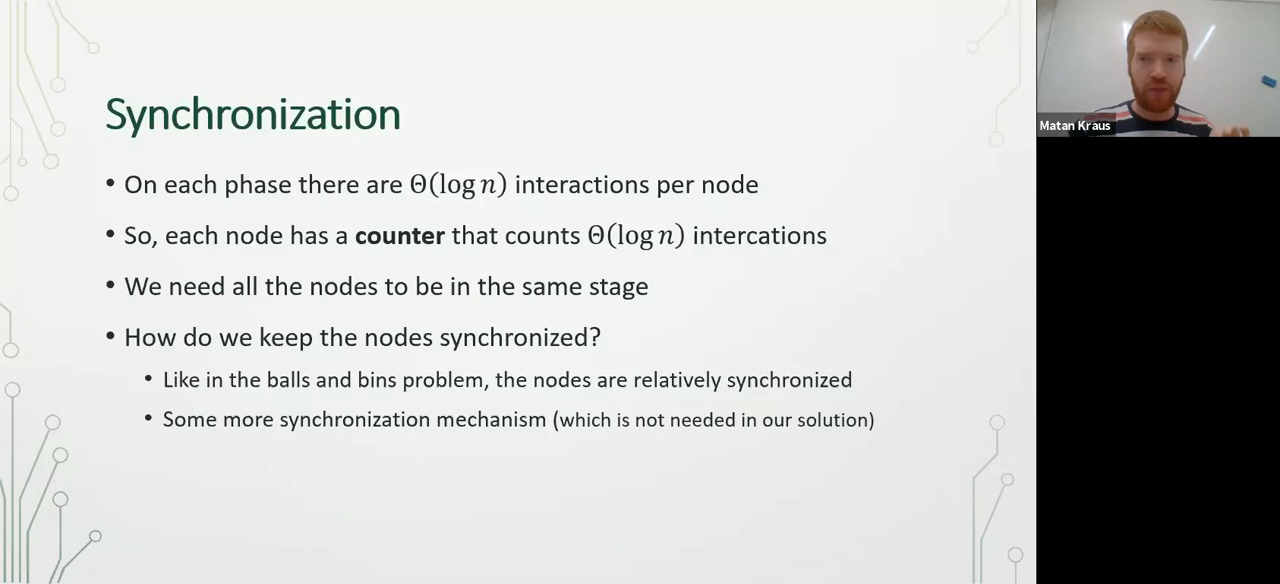 Synchronization
• On each phase there are Θ(log n) interactions per node
• So, each node has a counter that counts Θ(log n) intercations
• We need all the nodes to be in the same stage
• How do we keep the nodes synchronized?
• Like in the balls and bins problem, the nodes are relatively synchronized
• Some more synchronization mechanism (which is not needed in our solution)
Matan Kraus